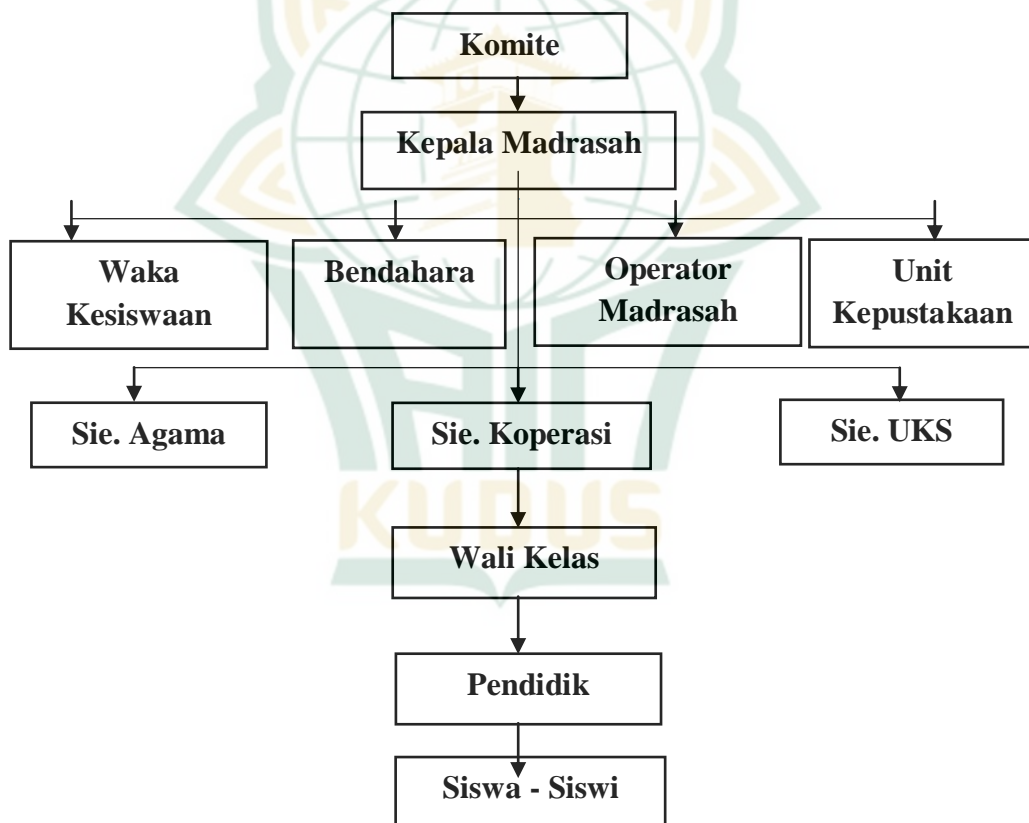 Komite
Kepala Madrasah
Waka
Kesiswaan
Bendahara
Operator
Madrasah
Unit
Kepustakaan
Sie. Agama
Sie. Koperasi
Sie. UKS
KUDUS
Wali Kelas
Pendidik
Siswa - Siswi